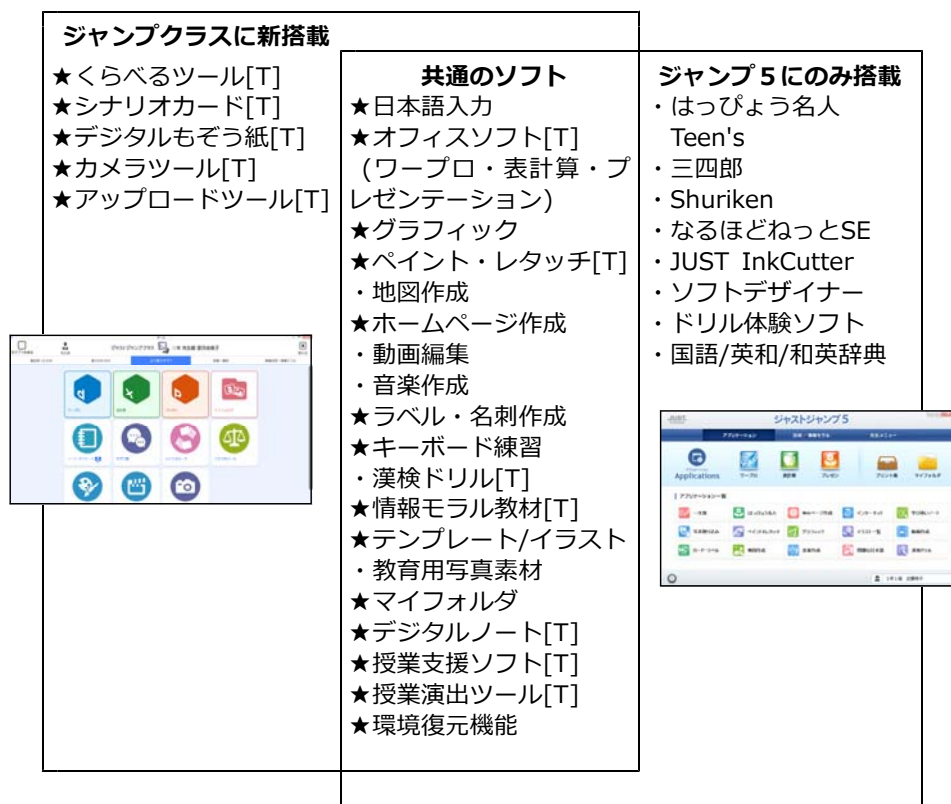 ジャンプクラスに新搭載
★くらべるツール[T]
★シナリオカード[T]
★デジタルもぞう紙[T]
★カメラツール[T]
★アップロードツール[T]
共通のソフト
★日本語入力
★オフィスソフト[T]
(ワープロ・表計算・プ
レゼンテーション)
★グラフィック
★ペイント・レタッチ[T]
・地図作成
★ホームページ作成
・動画編集
・音楽作成
★ラベル・名刺作成
★キーボード練習
・漢検ドリル[T]
★情報モラル教材[T]
★テンプレート/イラスト
・教育用写真素材
★マイフォルダ
★デジタルノート[T]
★授業支援ソフト[T]
★授業演出ツール[T]
★環境復元機能
ジャンプ５にのみ搭載
・はっぴょう名人
Teen's
・三四郎
・Shuriken
・なるほどねっとSE
・JUST InkCutter
・ソフトデザイナー
・ドリル体験ソフト
・国語/英和/和英辞典
ジャストジャンプ5
Applications